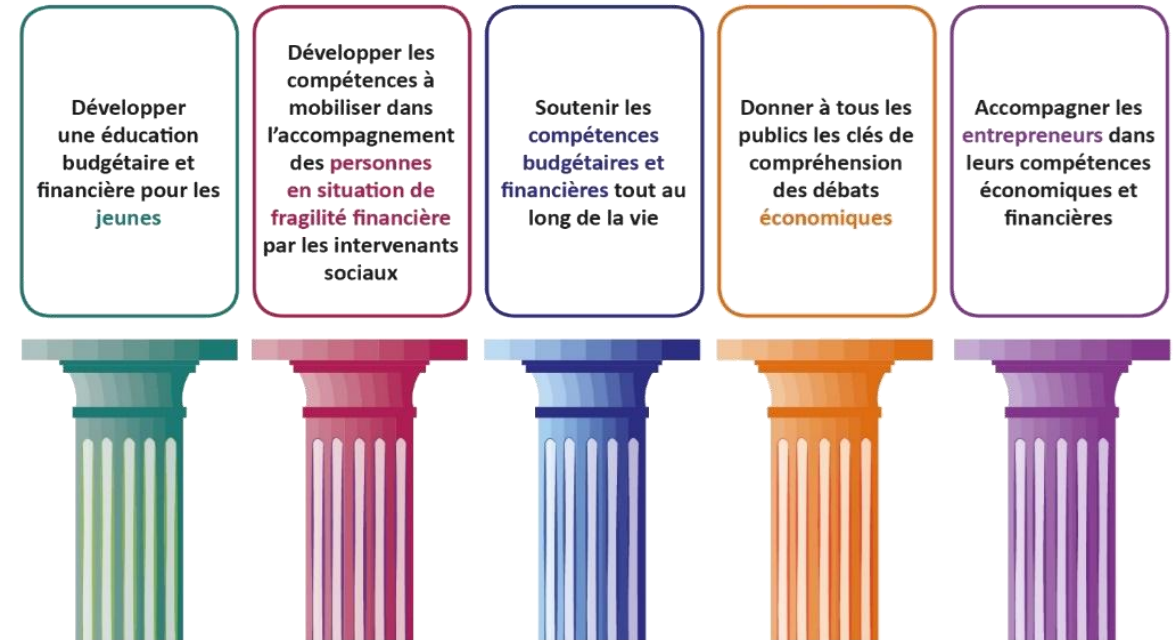 Développer
une éducation
budgétaire et
financière pour les
jeunes
Développer les
compétences à
mobiliser dans
l'accompagnement
des personnes
en situation de
fragilité financière
par les intervenants
sociaux
Soutenir les
compétences
budgétaires et
financières tout au
long de la vie
Donner à tous les
publics les clés de
compréhension
des débats
économiques
Accompagner les
entrepreneurs dans
leurs compétences
économiques et
financières